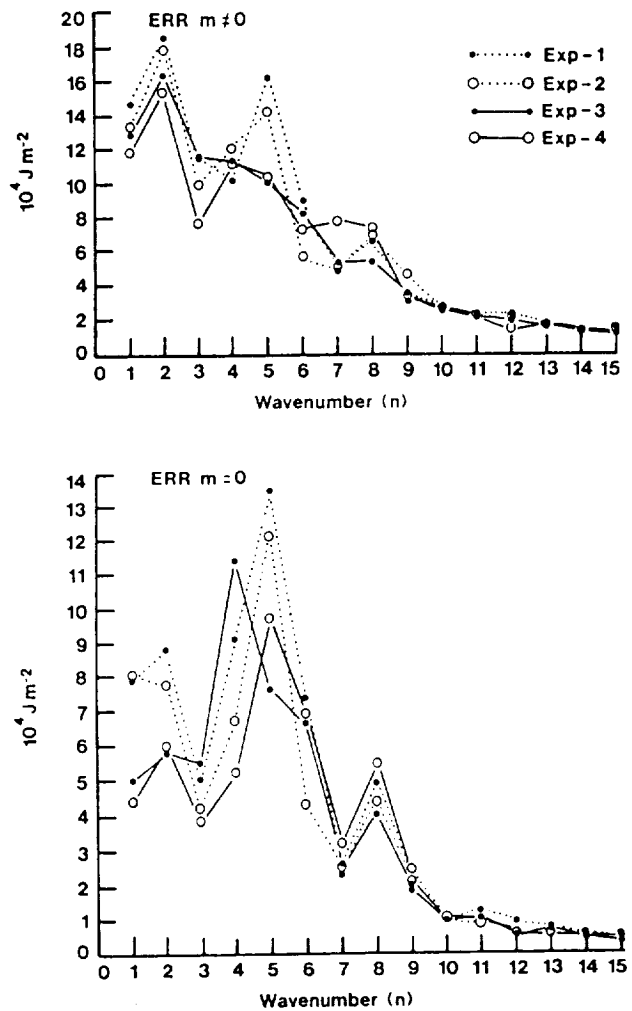 ERR m ≠ 0
Exp-1
Exp-2
Exp-3
Exp-4
10⁴ J m⁻²
20
18
16
14
12
10
8
6
4
2
0
0 1 2 3 4 5 6 7 8 9 10 11 12 13 14 15
Wavenumber (n)
ERR m = 0
10⁴ J m⁻²
14
13
12
11
10
9
8
7
6
5
4
3
2
1
0
0 1 2 3 4 5 6 7 8 9 10 11 12 13 14 15
Wavenumber (n)